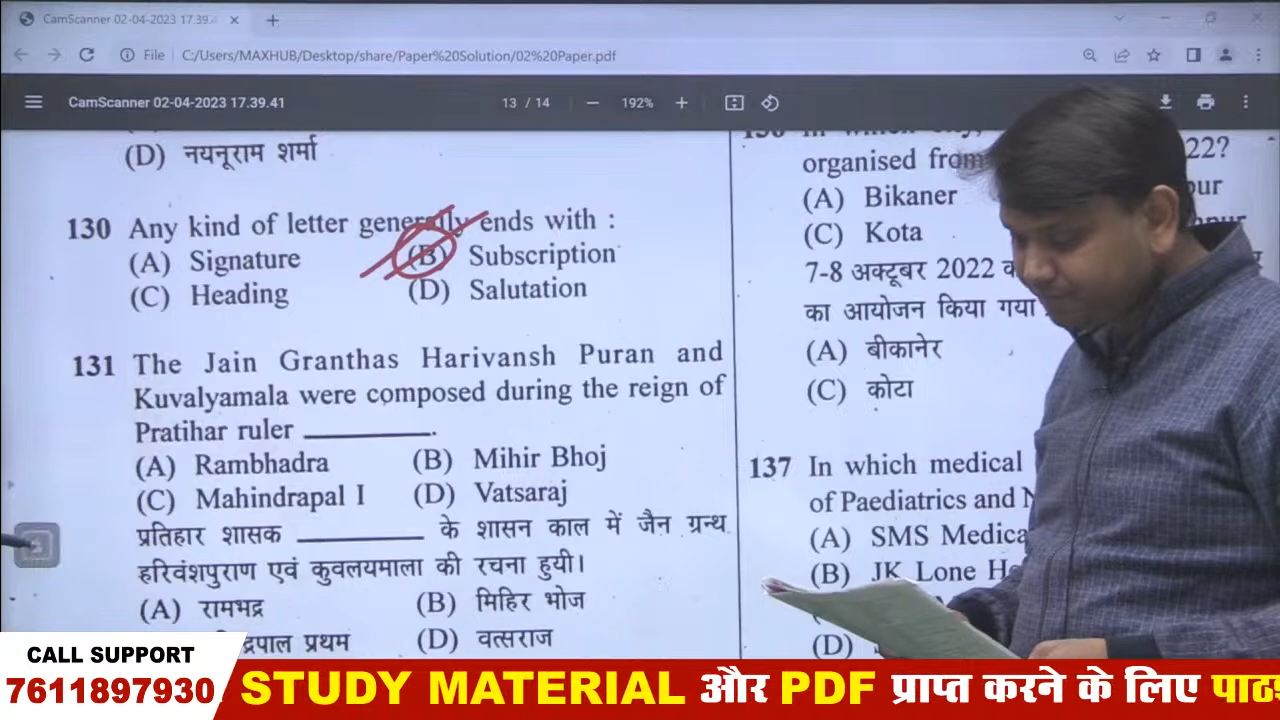 CamScanner 02-04-2023 17.39.4
File C:/Users/MAXHUB/Desktop/share/Paper%20Solution/02%20Paper.pdf
CamScanner 02-04-2023 17.39.41
13 / 14
192%
(D) नयनूराम शर्मा
130 Any kind of letter generally ends with :
(A) Signature (B) Subscription
(C) Heading (D) Salutation
131 The Jain Granthas Harivansh Puran and
Kuvalyamala were composed during the reign of
Pratihar ruler __________.
(A) Rambhadra (B) Mihir Bhoj
(C) Mahindrapal I (D) Vatsaraj
प्रतिहार शासक __________ के शासन काल में जैन ग्रन्थ
हरिवंशपुराण एवं कुवलयमाला की रचना हुयी।
(A) रामभद्र (B) मिहिर भोज
प्रथम (D) वत्सराज
organised from 22?
(A) Bikaner
(C) Kota
7-8 अक्टूबर 2022
का आयोजन किया गया
(A) बीकानेर
(C) कोटा
137 In which medical
of Paediatrics and
(A) SMS
(B) JK Lone
(D)
CALL SUPPORT
7611897930
STUDY MATERIAL और PDF प्राप्त करने के लिए